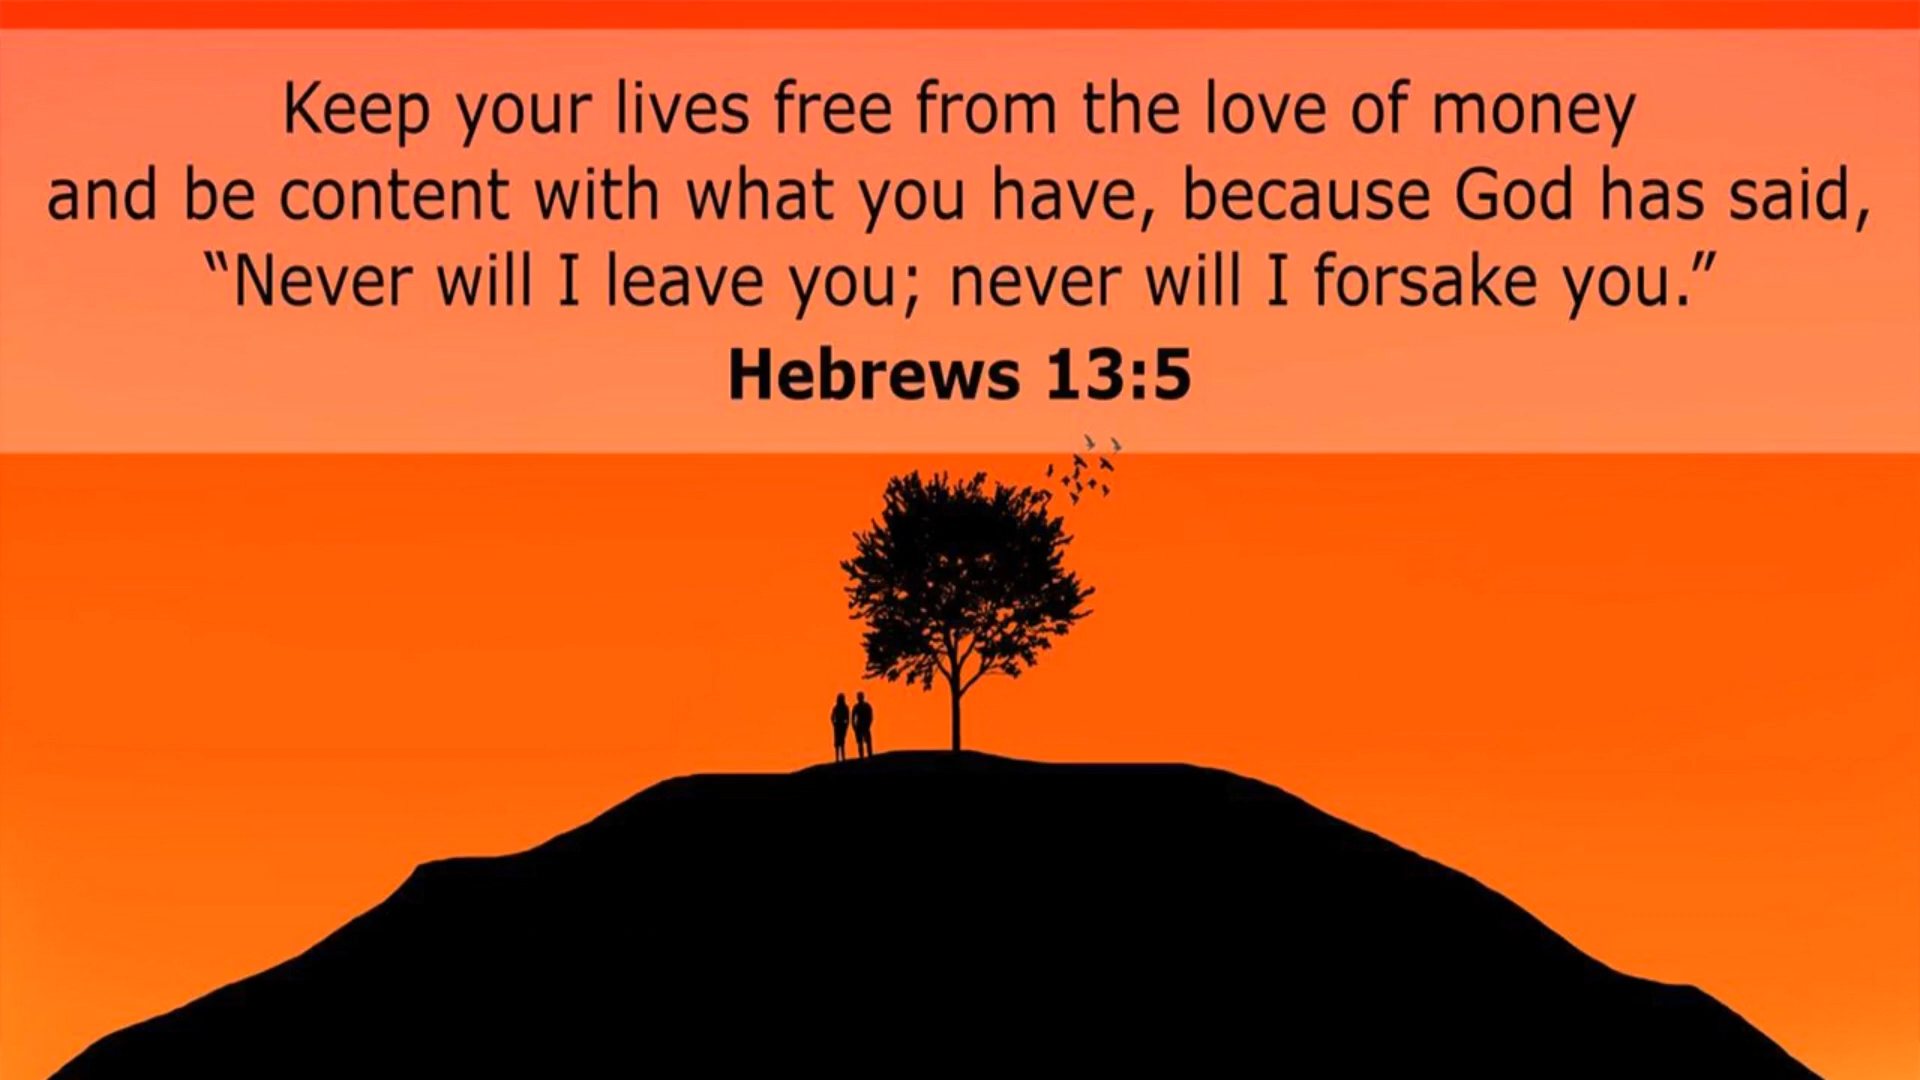 Keep your lives free from the love of money
and be content with what you have, because God has said,
“Never will I leave you; never will I forsake you.”
Hebrews 13:5